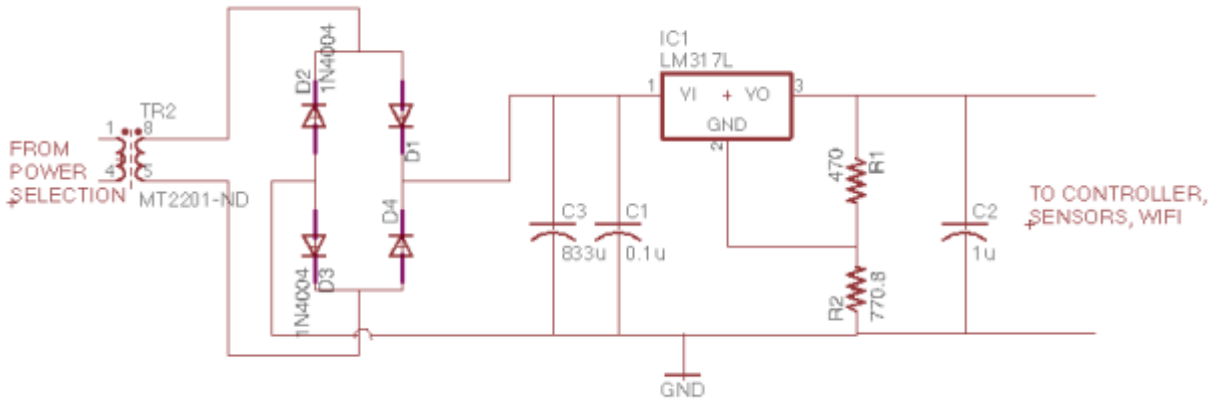 TR2
1
8
4
5
MT2201-ND
FROM
POWER
SELECTION
D2
1N4004
D1
1N4004
D3
D4
C3
833u
C1
0.1u
IC1
LM317L
1
VI + VO
3
GND
2
470
R1
R2
770.8
C2
1u
TO CONTROLLER,
SENSORS, WIFI
GND